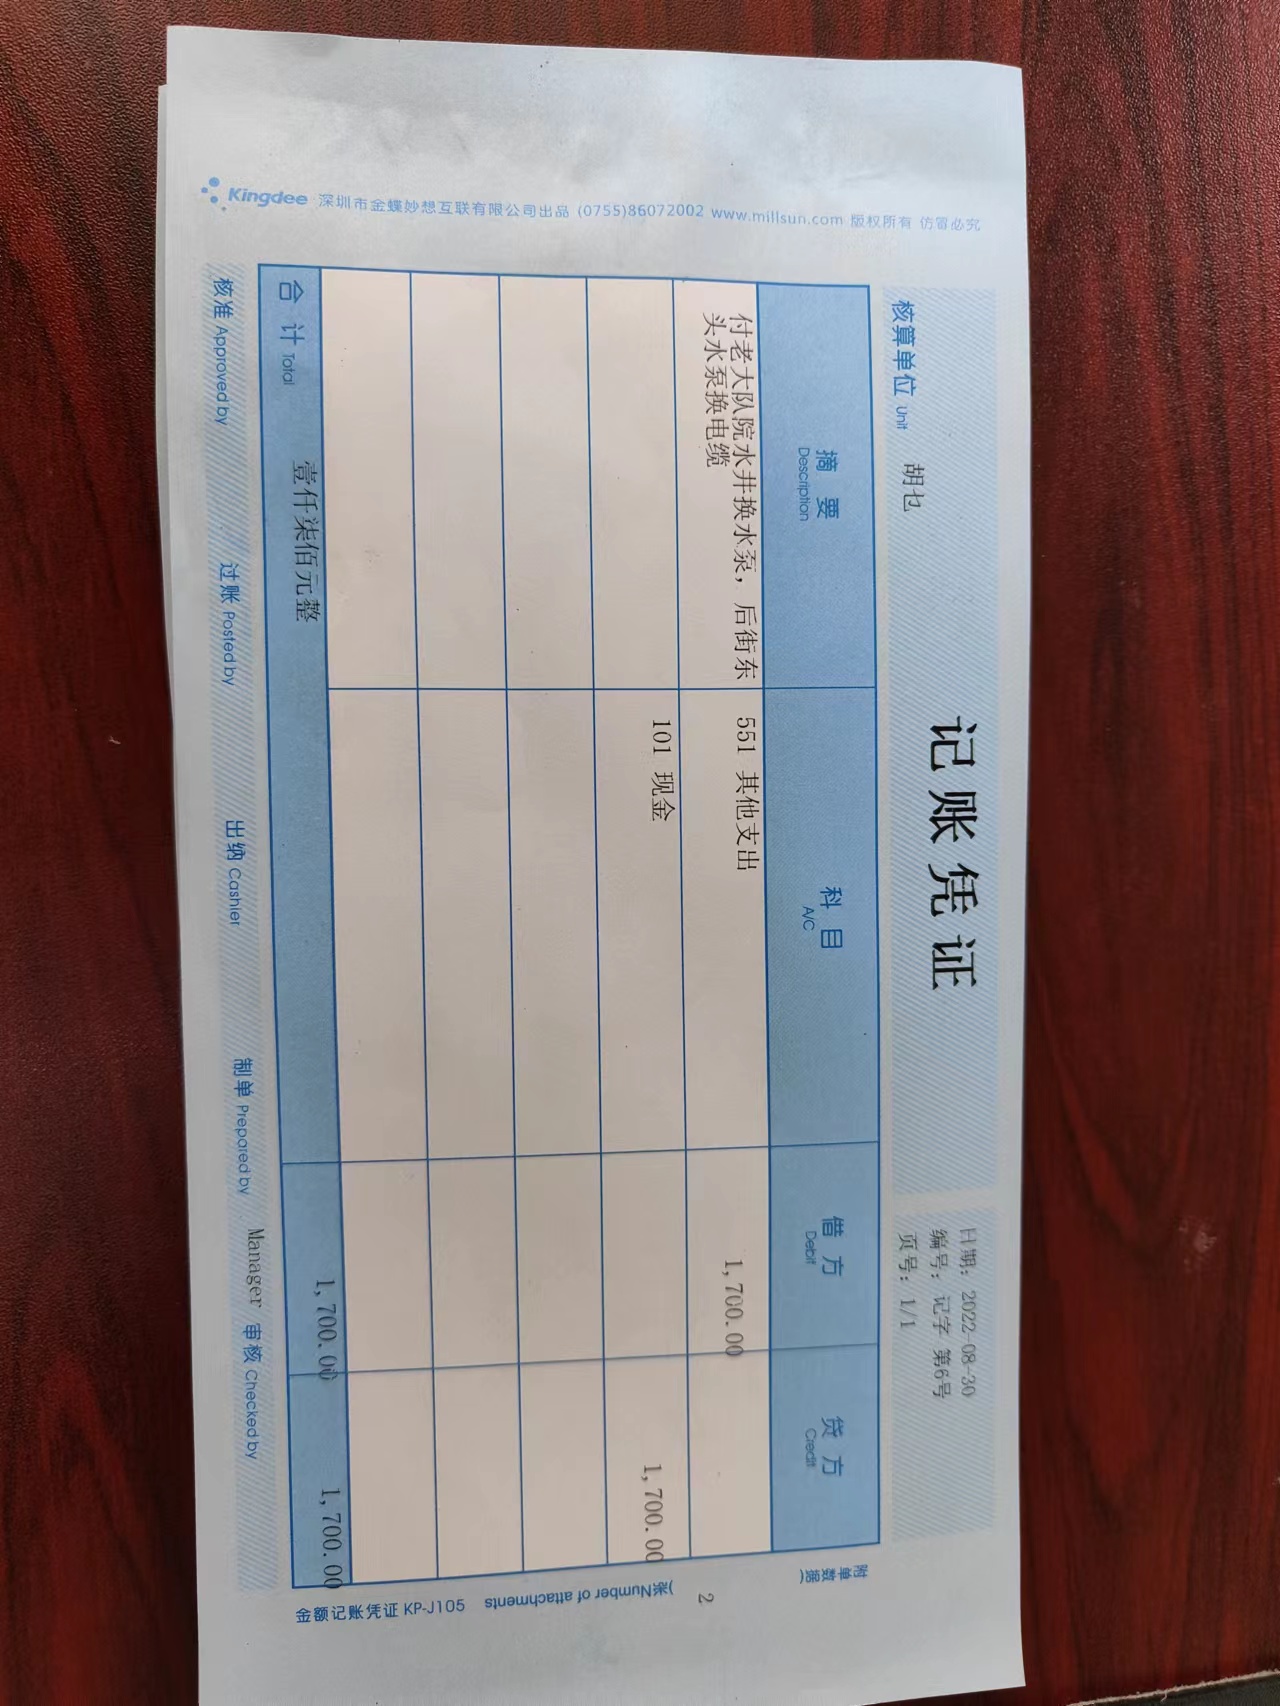 记账凭证
日期：2022-08-30
编号：记字 第6号
页号：1/1
核算单位 Unit 胡也
摘要 Description 科目 A/C 借方 Debit 贷方 Credit
付老大队院水井换水泵，后街东
头水泵换电缆
551 其他支出 1,700.00
101 现金 1,700.00
合计 Total 壹仟柒佰元整 1,700.00 1,700.00
附单数据(
2
张Number of attachments)
金额记账凭证 KP-J105
核准 Approved by 过账 Posted by 出纳 Cashier 制单 Prepared by Manager 审核 Checked by
Kingdee 深圳市金蝶妙想互联有限公司出品 (0755)86072002 www.millsun.com 版权所有 仿冒必究